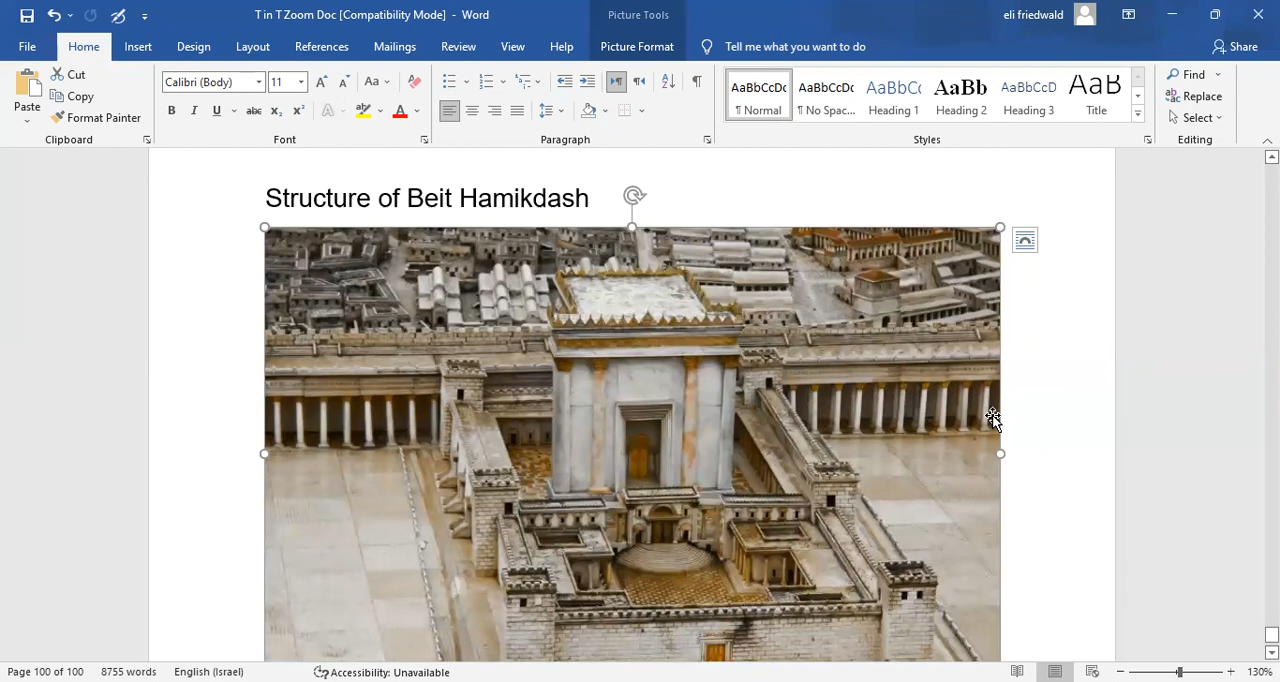 T in T Zoom Doc [Compatibility Mode] - Word
Picture Tools
eli friedwald
File
Home
Insert
Design
Layout
References
Mailings
Review
View
Help
Picture Format
Tell me what you want to do
Share
Paste
Cut
Copy
Format Painter
Clipboard
Calibri (Body)
11
Font
Paragraph
AaBbCcDc
¶ Normal
AaBbCcDc
¶ No Spac...
AaBbCc
Heading 1
AaBb
Heading 2
AaBbCcD
Heading 3
AaB
Title
Styles
Find
Replace
Select
Editing
Structure of Beit Hamikdash
Page 100 of 100
8755 words
English (Israel)
Accessibility: Unavailable
130%